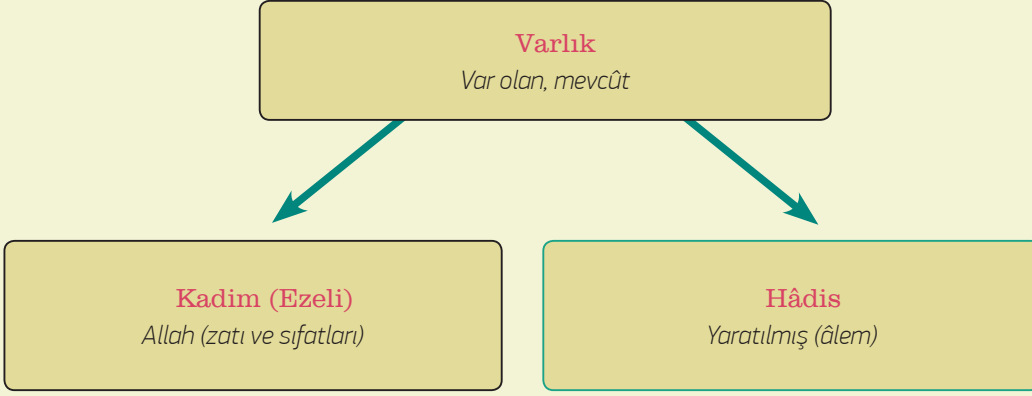 Varlık
Var olan, mevcût
Kadim (Ezeli)
Allah (zatı ve sıfatları)
Hâdis
Yaratılmış (âlem)